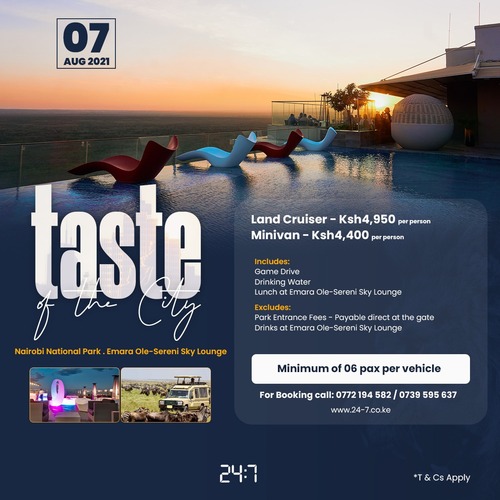 07
AUG 2021
taste
of the City
Nairobi National Park . Emara Ole-Sereni Sky Lounge
Land Cruiser - Ksh4,950 per person
Minivan - Ksh4,400 per person
Includes:
Game Drive
Drinking Water
Lunch at Emara Ole-Sereni Sky Lounge
Excludes:
Park Entrance Fees - Payable direct at the gate
Drinks at Emara Ole-Sereni Sky Lounge
Minimum of 06 pax per vehicle
For Booking call: 0772 194 582 / 0739 595 637
www.24-7.co.ke
24:7
*T & Cs Apply